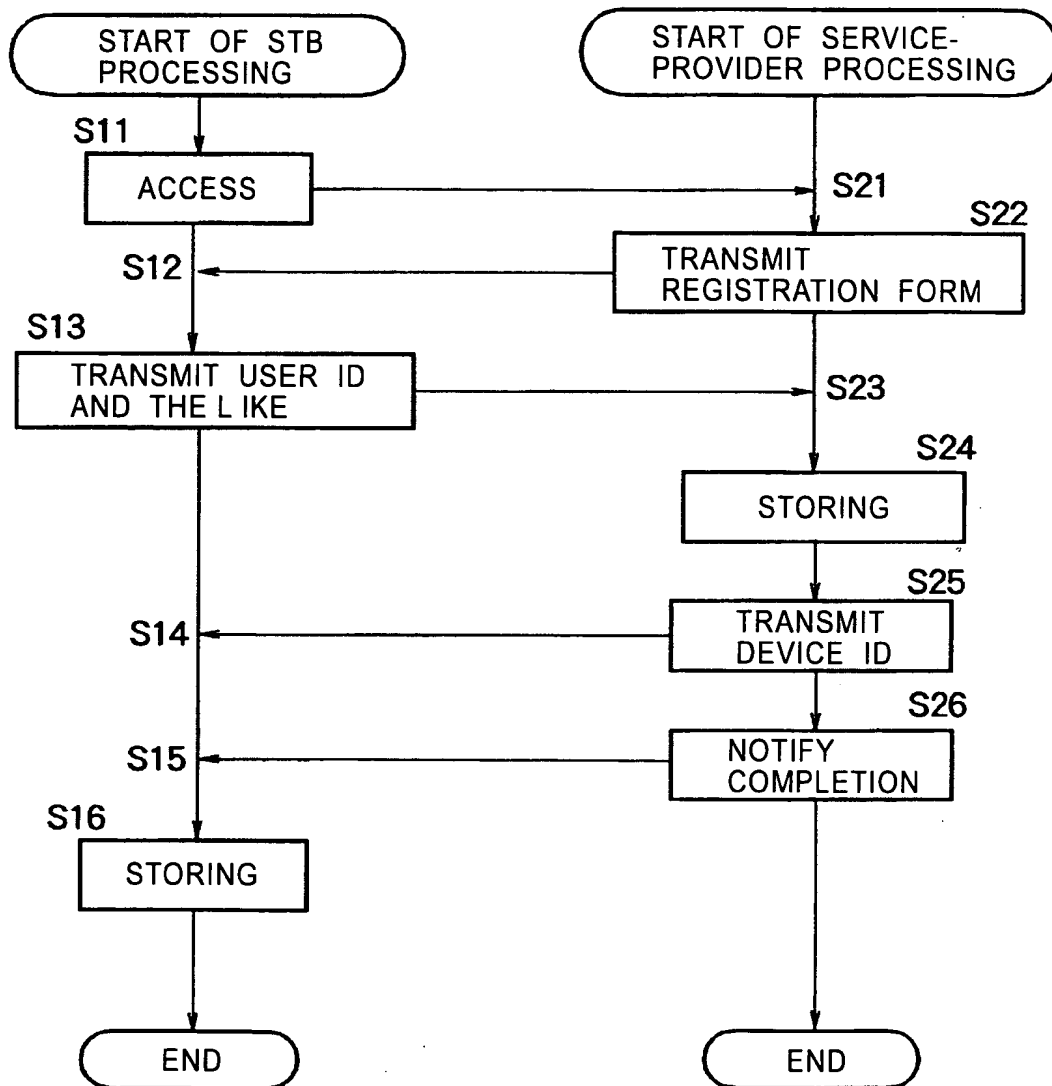 START OF STB
PROCESSING
START OF SERVICE-
PROVIDER PROCESSING
S11
ACCESS
S21
S22
S12
TRANSMIT
REGISTRATION FORM
S13
TRANSMIT USER ID
AND THE LIKE
S23
S24
STORING
S25
S14
TRANSMIT
DEVICE ID
S26
S15
NOTIFY
COMPLETION
S16
STORING
END
END